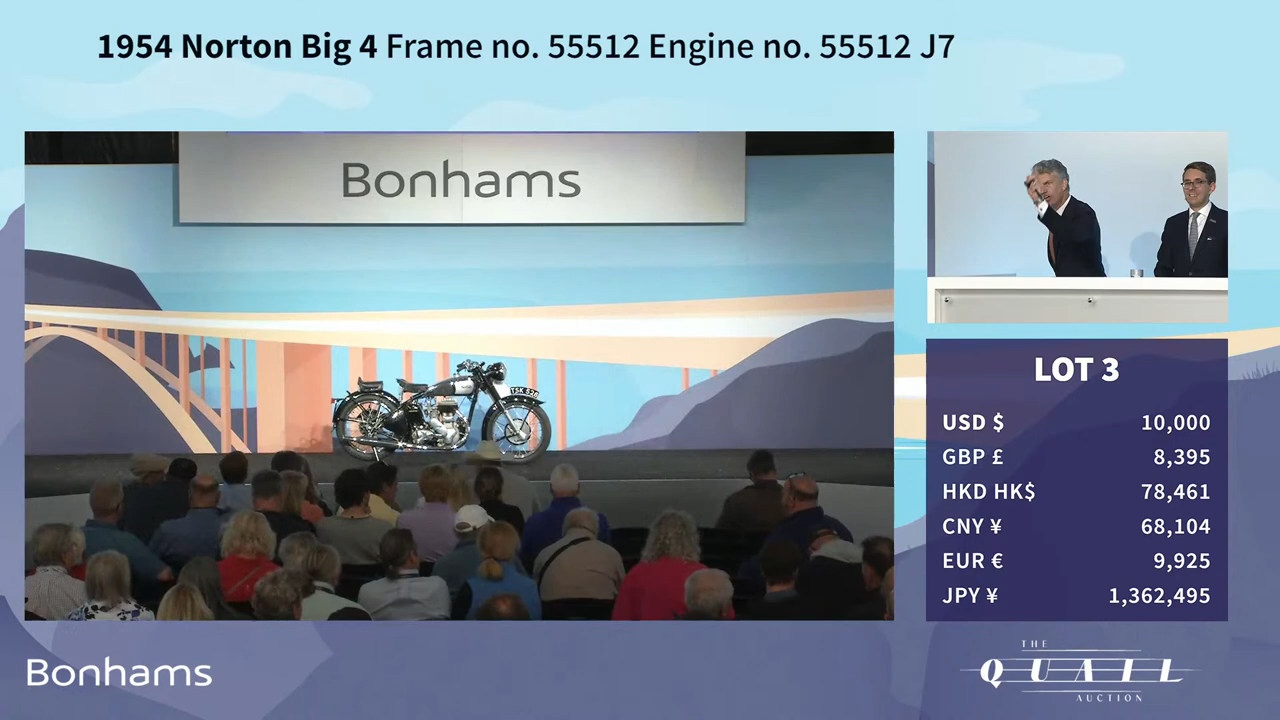 1954 Norton Big 4 Frame no. 55512 Engine no. 55512 J7
Bonhams
LOT 3
USD $ 10,000
GBP £ 8,395
HKD HK$ 78,461
CNY ¥ 68,104
EUR € 9,925
JPY ¥ 1,362,495
Bonhams
THE
QUAIL
AUCTION